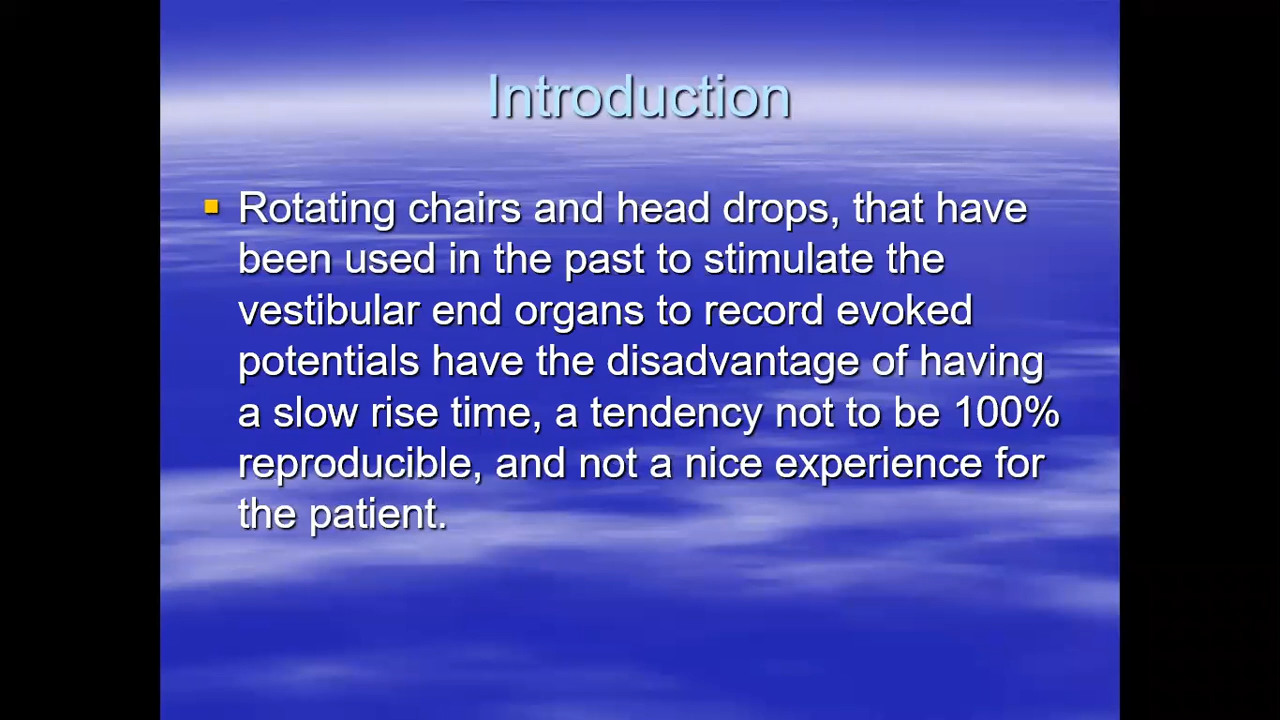 Introduction
Rotating chairs and head drops, that have
been used in the past to stimulate the
vestibular end organs to record evoked
potentials have the disadvantage of having
a slow rise time, a tendency not to be 100%
reproducible, and not a nice experience for
the patient.